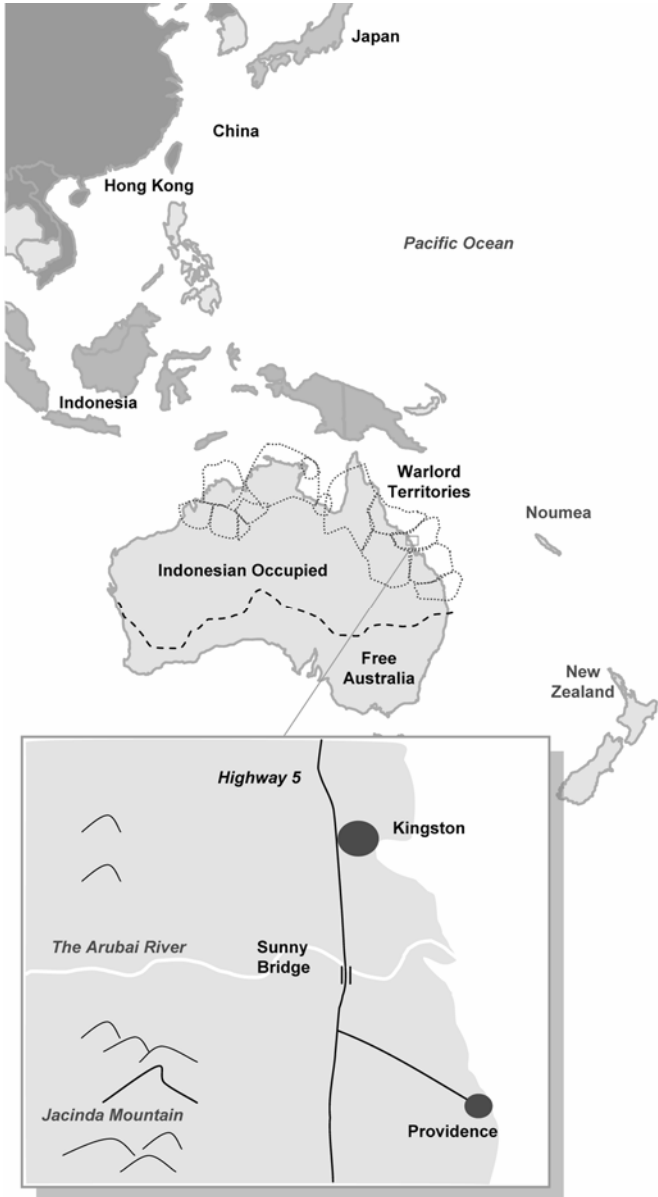 Japan
China
Hong Kong
Pacific Ocean
Indonesia
Warlord
Territories
Noumea
Indonesian Occupied
Free
Australia
New
Zealand
Highway 5
Kingston
The Arubai River
Sunny
Bridge
Jacinda Mountain
Providence